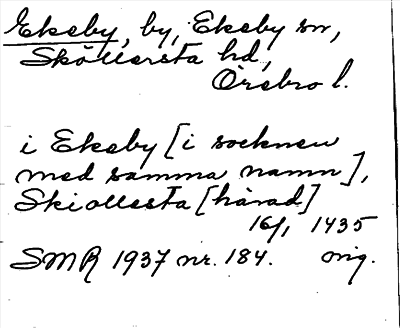 Ekeby, by, Ekeby sn,
Sköllersta hd,
Örebro l.
i Ekeby [i socknen
med samma namn],
Skiollesta [härad]
16/1 1435
SMR 1937 nr. 184. orig.